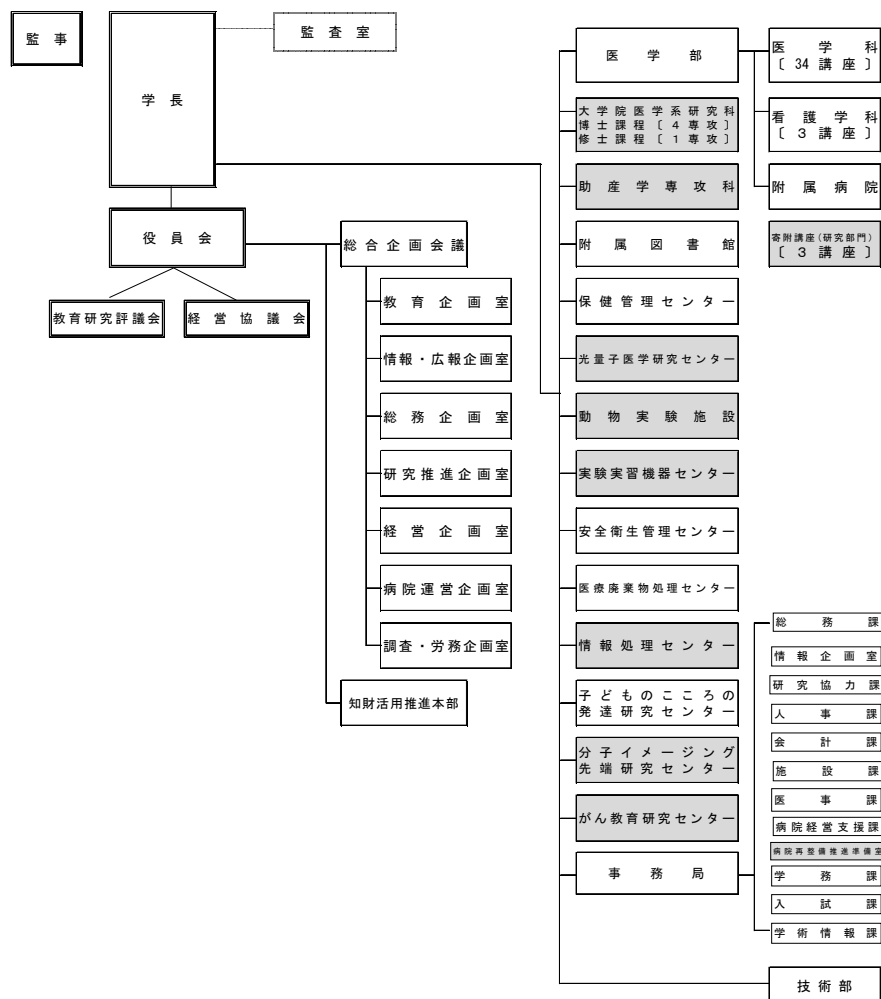 監事
学長
監査室
役員会
教育研究評議会
経営協議会
総合企画会議
教育企画室
情報・広報企画室
総務企画室
研究推進企画室
経営企画室
病院運営企画室
調査・労務企画室
知財活用推進本部
医学部
大学院医学系研究科
博士課程〔4専攻〕
修士課程〔1専攻〕
助産学専攻科
附属図書館
保健管理センター
光量子医学研究センター
動物実験施設
実験実習機器センター
安全衛生管理センター
医療廃棄物処理センター
情報処理センター
子どものこころの
発達研究センター
分子イメージング
先端研究センター
がん教育研究センター
事務局
医学科
〔34講座〕
看護学科
〔3講座〕
附属病院
寄附講座(研究部門)
〔3講座〕
総務課
情報企画室
研究協力課
人事課
会計課
施設課
医事課
病院経営支援課
病院再整備推進準備室
学務課
入試課
学術情報課
技術部